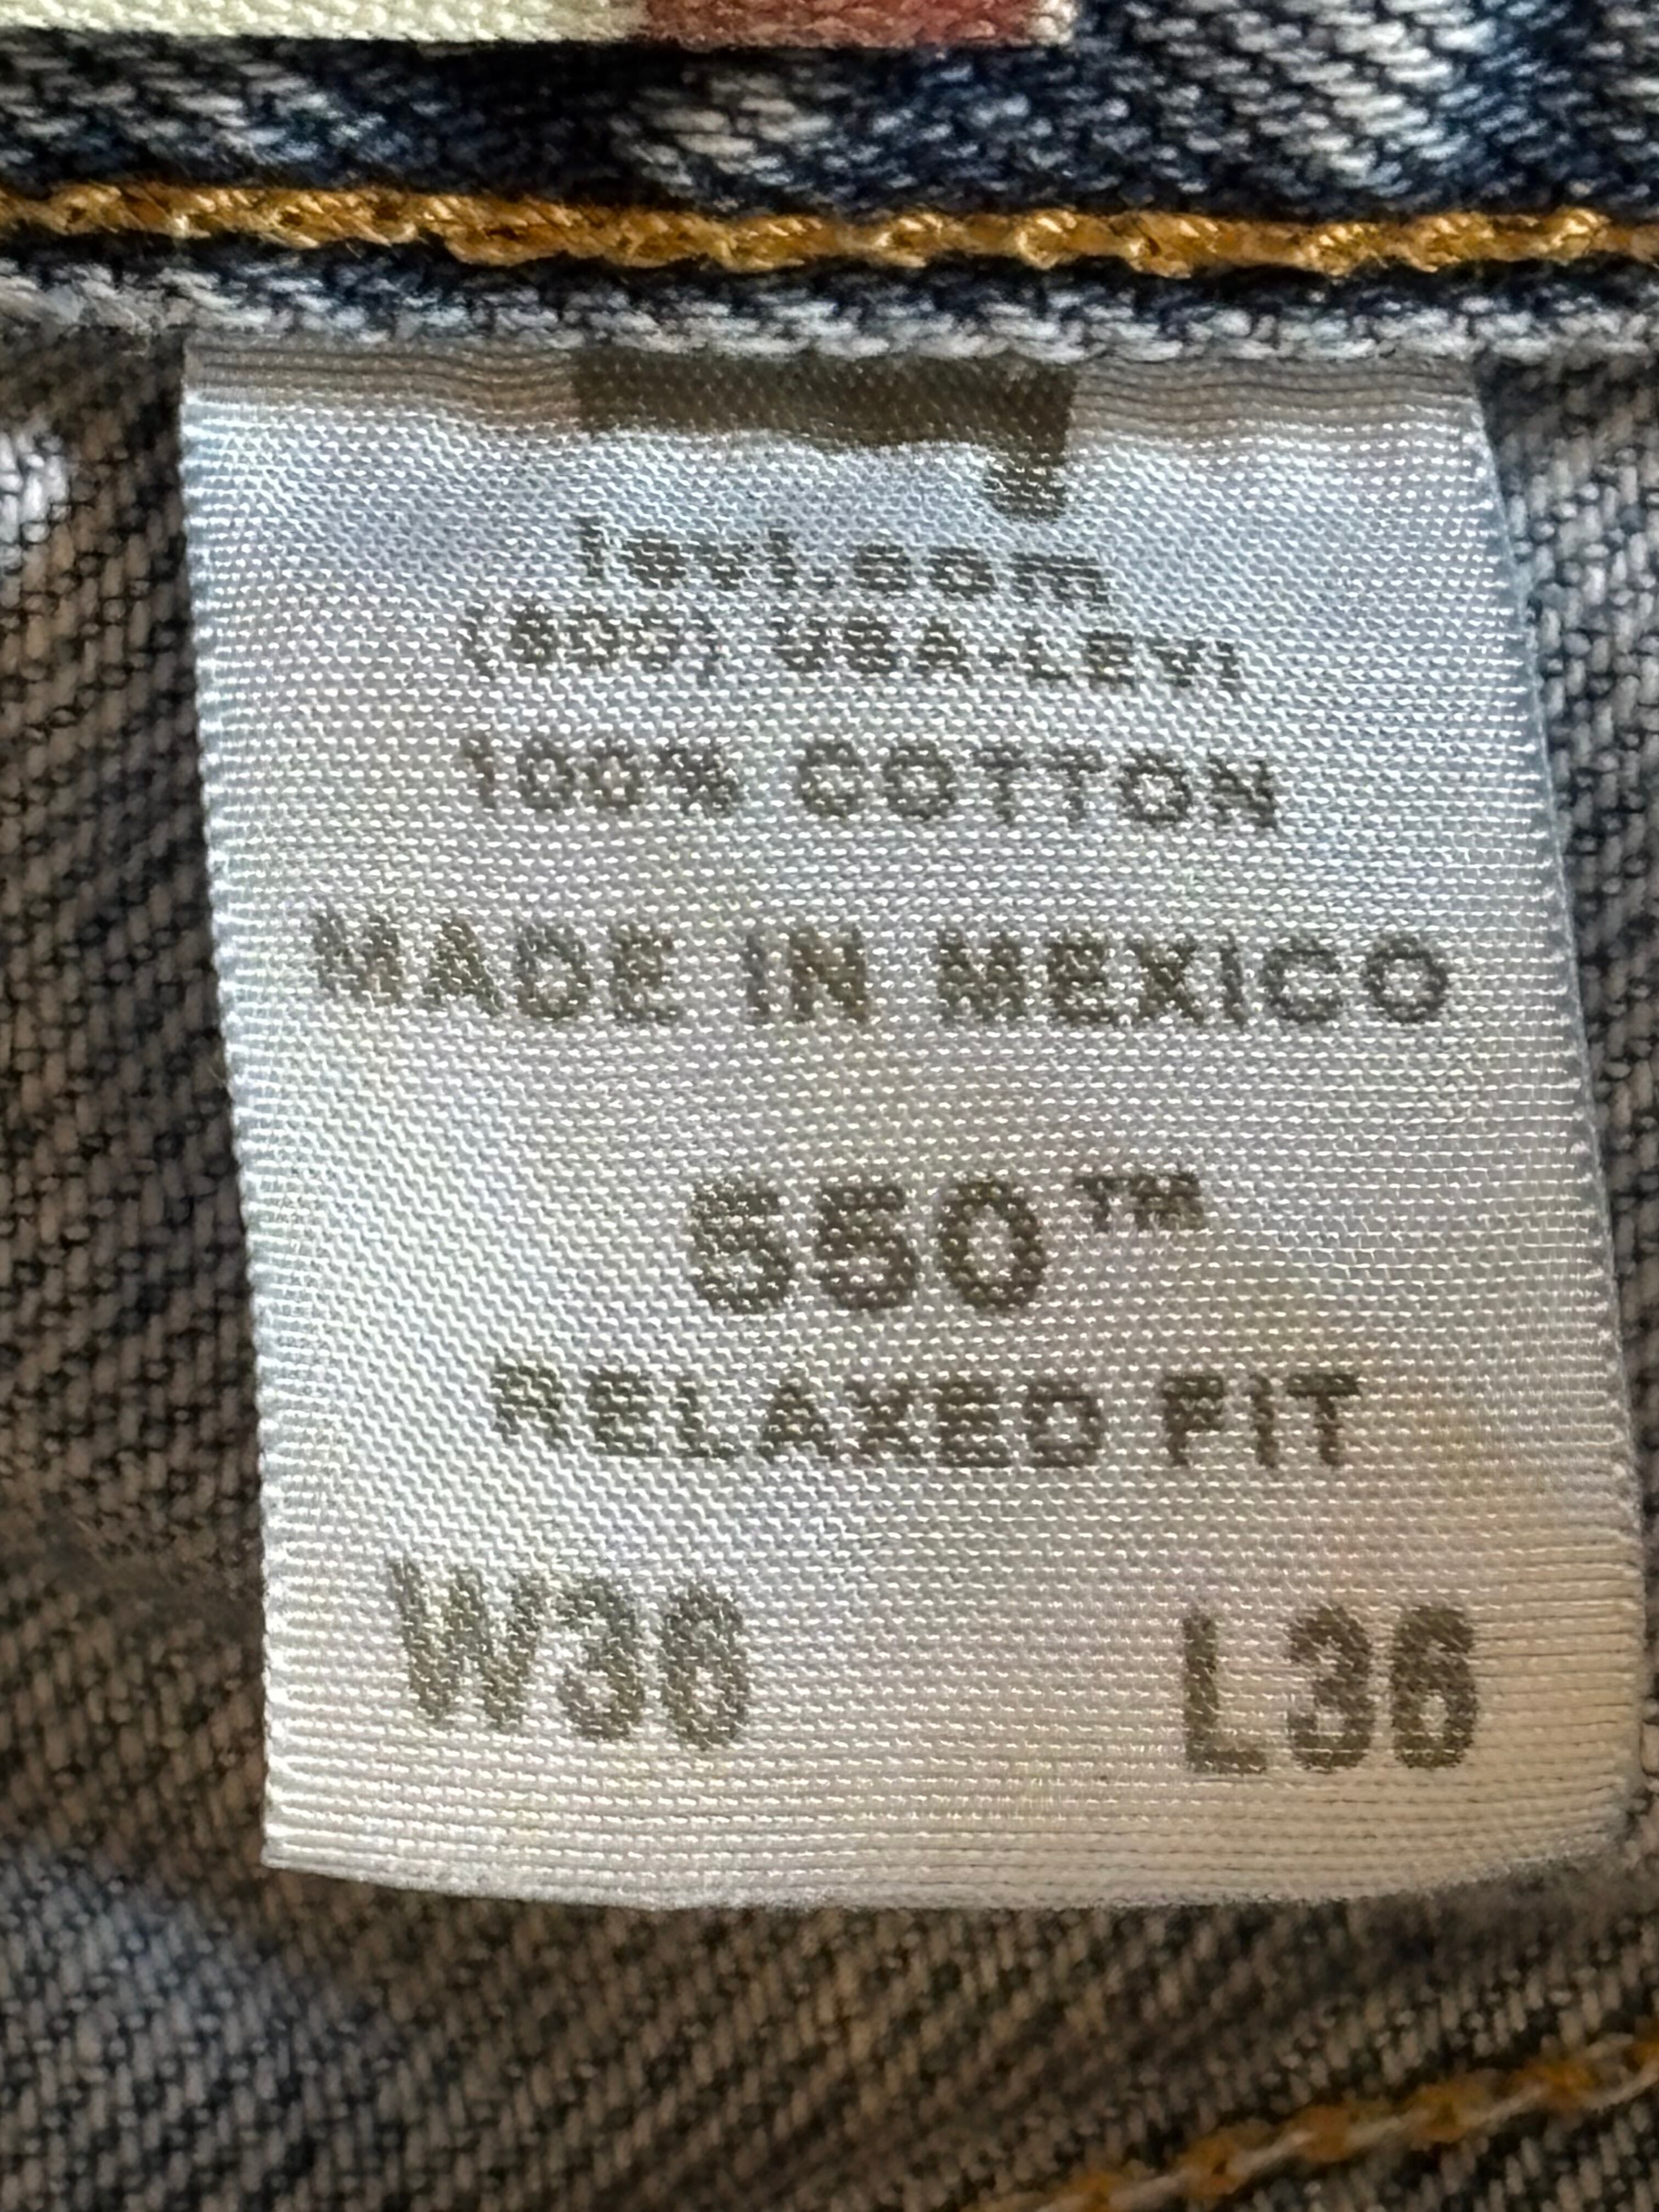 levi.com
(800) USA-LEVI
100% COTTON
MADE IN MEXICO
550™
RELAXED FIT
W36 L36